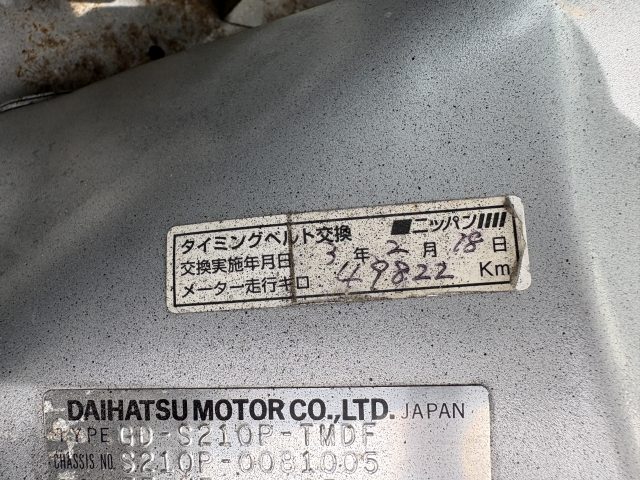 タイミングベルト交換 ニッパン
交換実施年月日 3年2月18日
メーター走行キロ 49822 Km
DAIHATSU MOTOR CO., LTD. JAPAN
TYPE GD-S210P-TMDF
CHASSIS NO. S210P-0081005